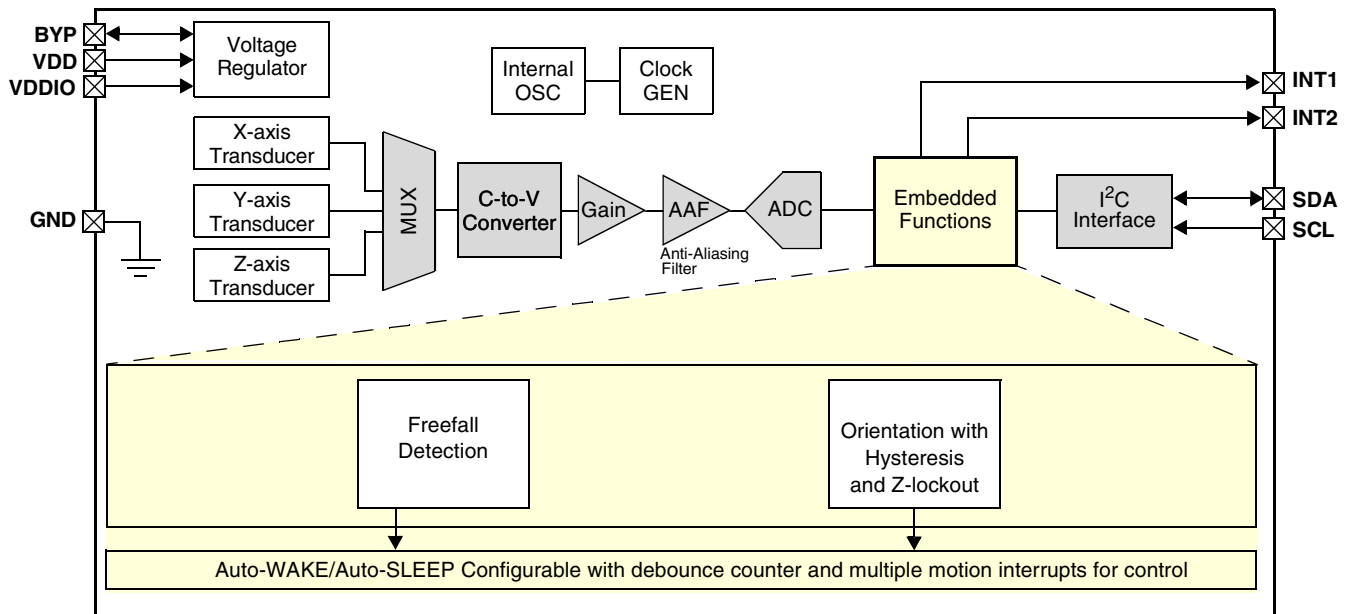 BYP
VDD
VDDIO
Voltage
Regulator
Internal
OSC
Clock
GEN
INT1
INT2
X-axis
Transducer
Y-axis
Transducer
Z-axis
Transducer
GND
MUX
C-to-V
Converter
Gain
AAF
Anti-Aliasing
Filter
ADC
Embedded
Functions
I²C
Interface
SDA
SCL
Freefall
Detection
Orientation with
Hysteresis
and Z-lockout
Auto-WAKE/Auto-SLEEP Configurable with debounce counter and multiple motion interrupts for control